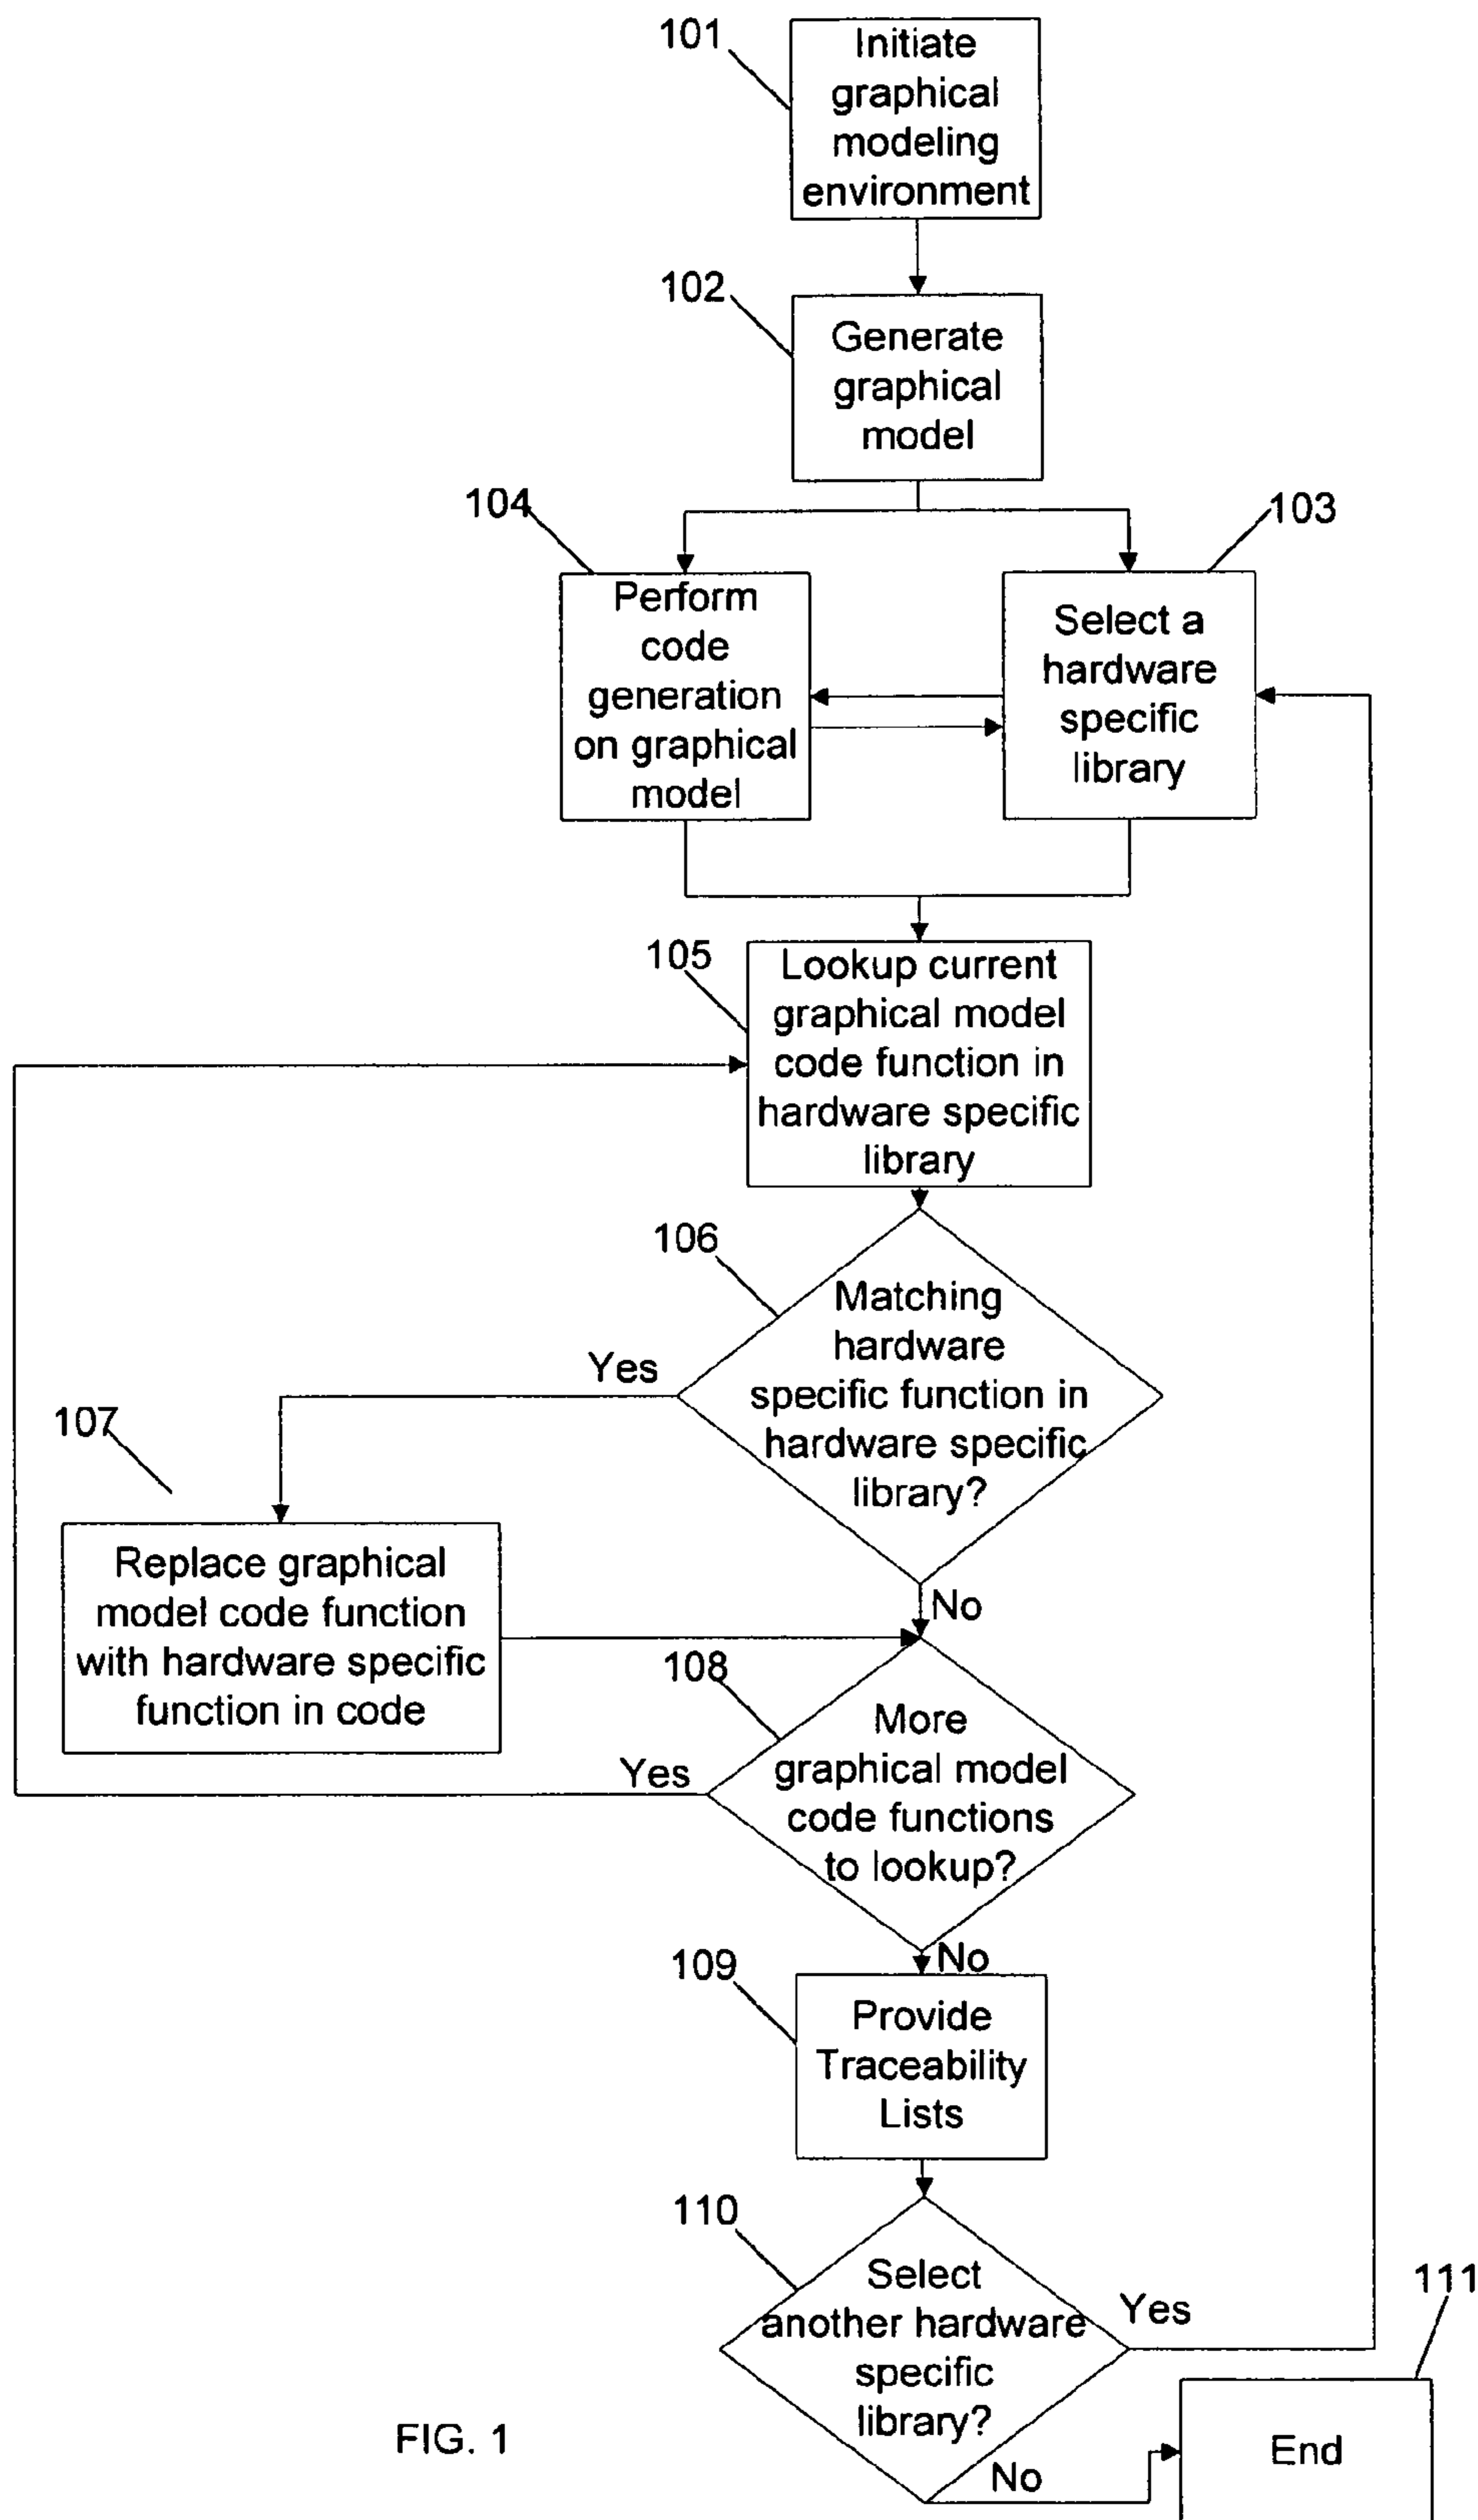 101
Initiate
graphical
modeling
environment
102
Generate
graphical
model
104
Perform
code
generation
on graphical
model
103
Select a
hardware
specific
library
105
Lookup current
graphical model
code function in
hardware specific
library
106
Matching
hardware
specific function in
hardware specific
library?
Yes
No
107
Replace graphical
model code function
with hardware specific
function in code
108
More
graphical model
code functions
to lookup?
Yes
No
109
Provide
Traceability
Lists
110
Select
another hardware
specific
library?
Yes
No
111
End
FIG. 1